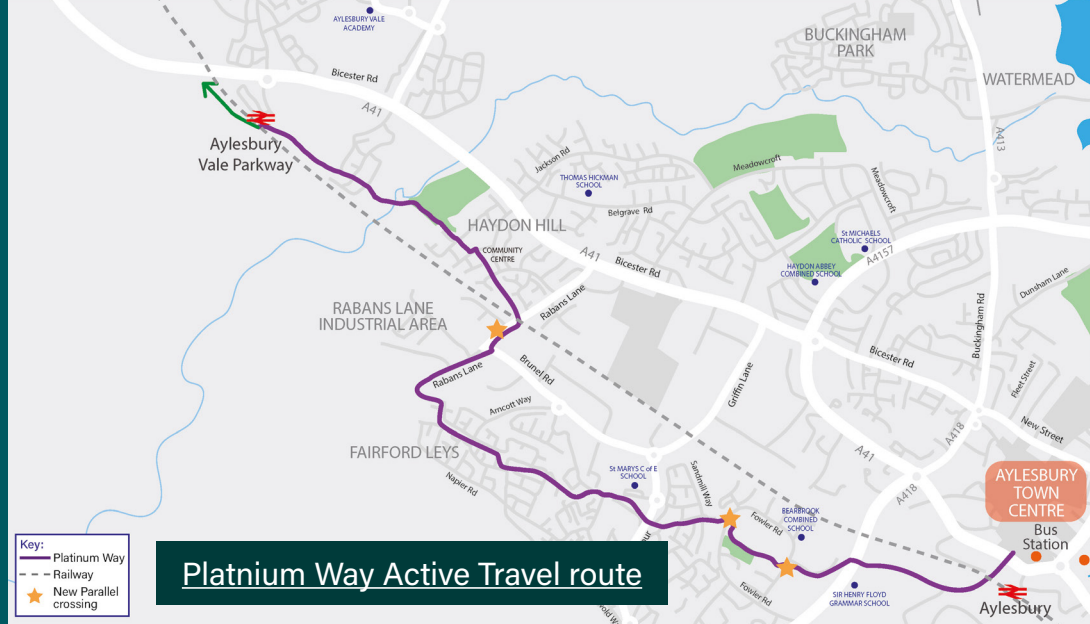 AYLESBURY VALE
ACADEMY
BUCKINGHAM
PARK
WATERMEAD
Bicester Rd
A41
A413
Aylesbury
Vale Parkway
Jackson Rd
Meadowcroft
THOMAS HICKMAN
SCHOOL
Meadowcroft
Belgrave Rd
HAYDON HILL
COMMUNITY
CENTRE
St MICHAELS
CATHOLIC SCHOOL
A4157
A41
Bicester Rd
HAYDON ABBEY
COMBINED SCHOOL
Dunsham Lane
RABANS LANE
INDUSTRIAL AREA
Rabans Lane
Buckingham Rd
Bicester Rd
Rabans Lane
Brunel Rd
Griffin Lane
Fleet Street
Arncott Way
New Street
FAIRFORD LEYS
A41
A418
Napier Rd
St MARYS C of E
SCHOOL
Sandmill Way
A418
AYLESBURY
TOWN
CENTRE
Fowler Rd
BEARBROOK
COMBINED
SCHOOL
Bus
Station
Key:
Platinum Way
Railway
New Parallel
crossing
Platnium Way Active Travel route
Fowler Rd
SIR HENRY FLOYD
GRAMMAR SCHOOL
Aylesbury